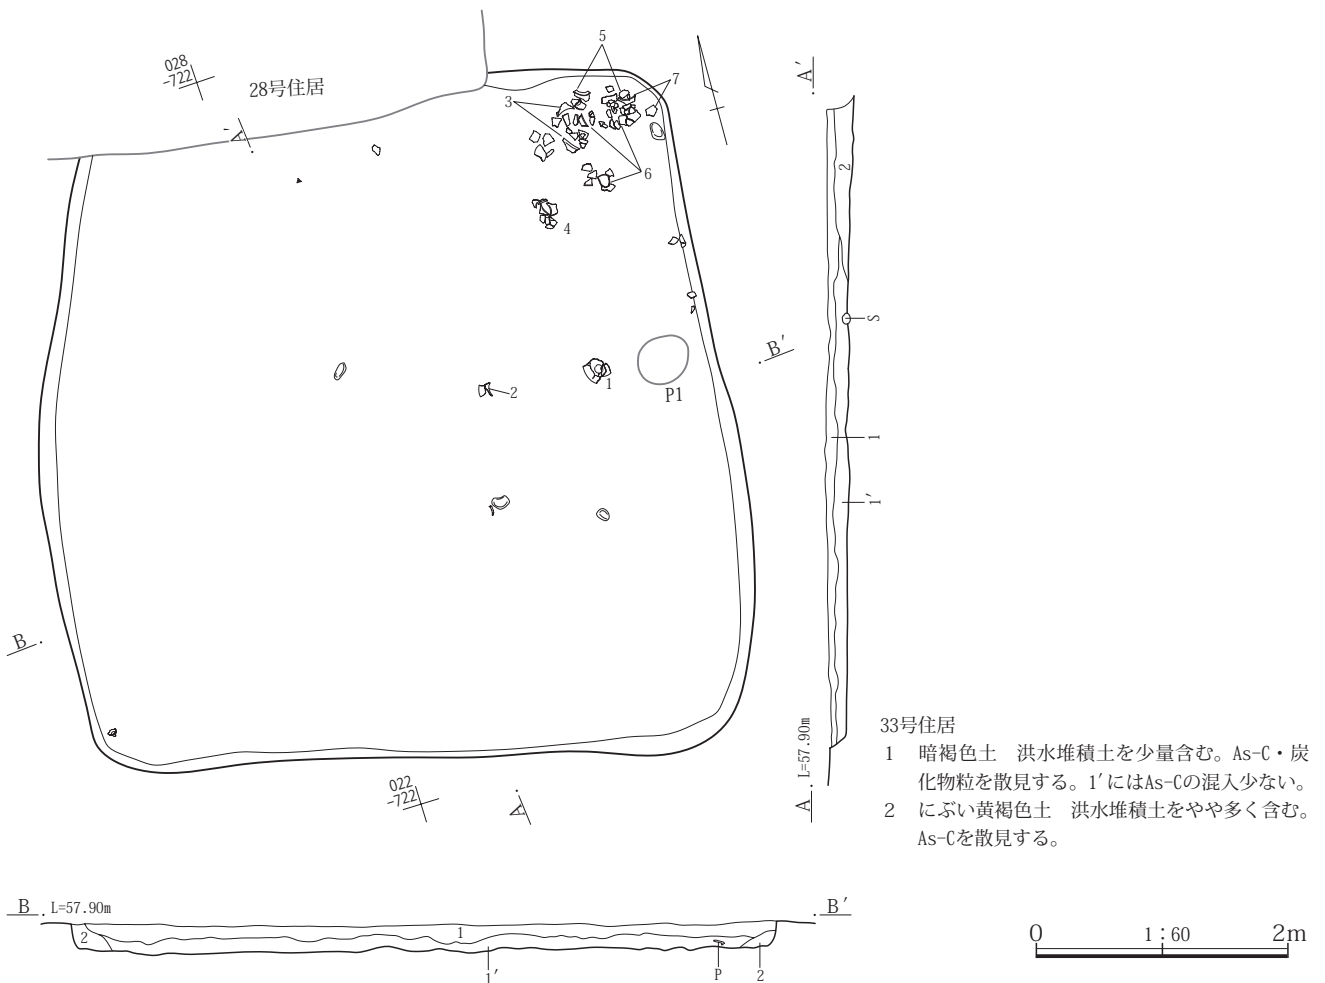 028
-722
28号住居
A′
5
7
3
6
4
1
2
P1
B′
B
022
-722
A
A′
2
S
1
1′
L=57.90m
A
33号住居
1　暗褐色土　洪水堆積土を少量含む。As-C・炭
化物粒を散見する。1′にはAs-Cの混入少ない。
2　にぶい黄褐色土　洪水堆積土をやや多く含む。
As-Cを散見する。
B
L=57.90m
B′
2
1
1′
P
2
0
1：60
2m